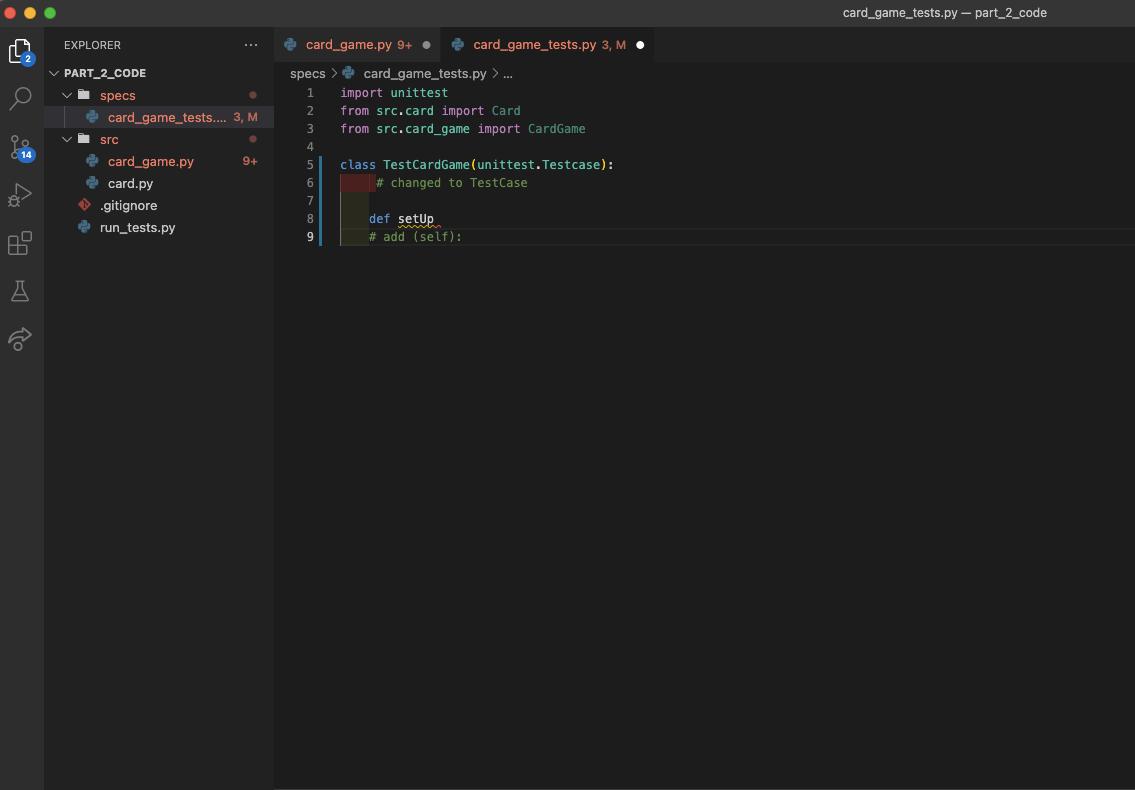 card_game_tests.py — part_2_code
EXPLORER ...
card_game.py 9+
card_game_tests.py 3, M
PART_2_CODE
specs
card_game_tests.... 3, M
src
card_game.py 9+
card.py
.gitignore
run_tests.py
2
14
specs > card_game_tests.py > ...
1 import unittest
2 from src.card import Card
3 from src.card_game import CardGame
4
5 class TestCardGame(unittest.Testcase):
6 # changed to TestCase
7
8 def setUp
9 # add (self):